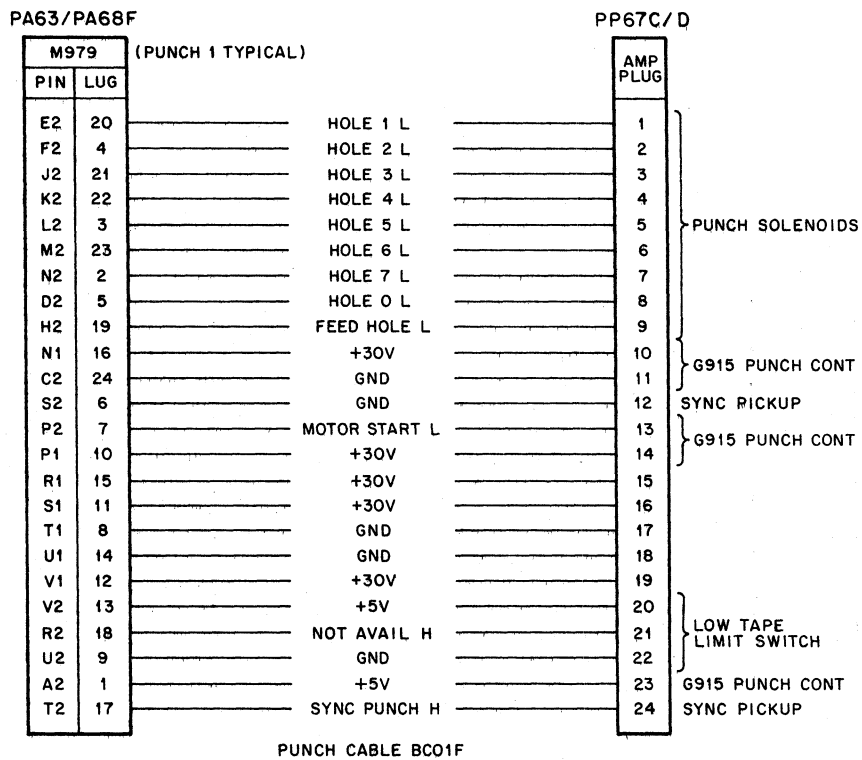 PA63/PA68F PP67C/D
M979 (PUNCH 1 TYPICAL) AMP
PIN LUG PLUG
E2 20 HOLE 1 L 1
F2 4 HOLE 2 L 2
J2 21 HOLE 3 L 3
K2 22 HOLE 4 L 4
L2 3 HOLE 5 L 5 PUNCH SOLENOIDS
M2 23 HOLE 6 L 6
N2 2 HOLE 7 L 7
D2 5 HOLE 0 L 8
H2 19 FEED HOLE L 9
N1 16 +30V 10
G915 PUNCH CONT
C2 24 GND 11
S2 6 GND 12 SYNC PICKUP
P2 7 MOTOR START L 13
G915 PUNCH CONT
P1 10 +30V 14
R1 15 +30V 15
S1 11 +30V 16
T1 8 GND 17
U1 14 GND 18
V1 12 +30V 19
V2 13 +5V 20
R2 18 NOT AVAIL H 21 LOW TAPE
LIMIT SWITCH
U2 9 GND 22
A2 1 +5V 23 G915 PUNCH CONT
T2 17 SYNC PUNCH H 24 SYNC PICKUP
PUNCH CABLE BC01F